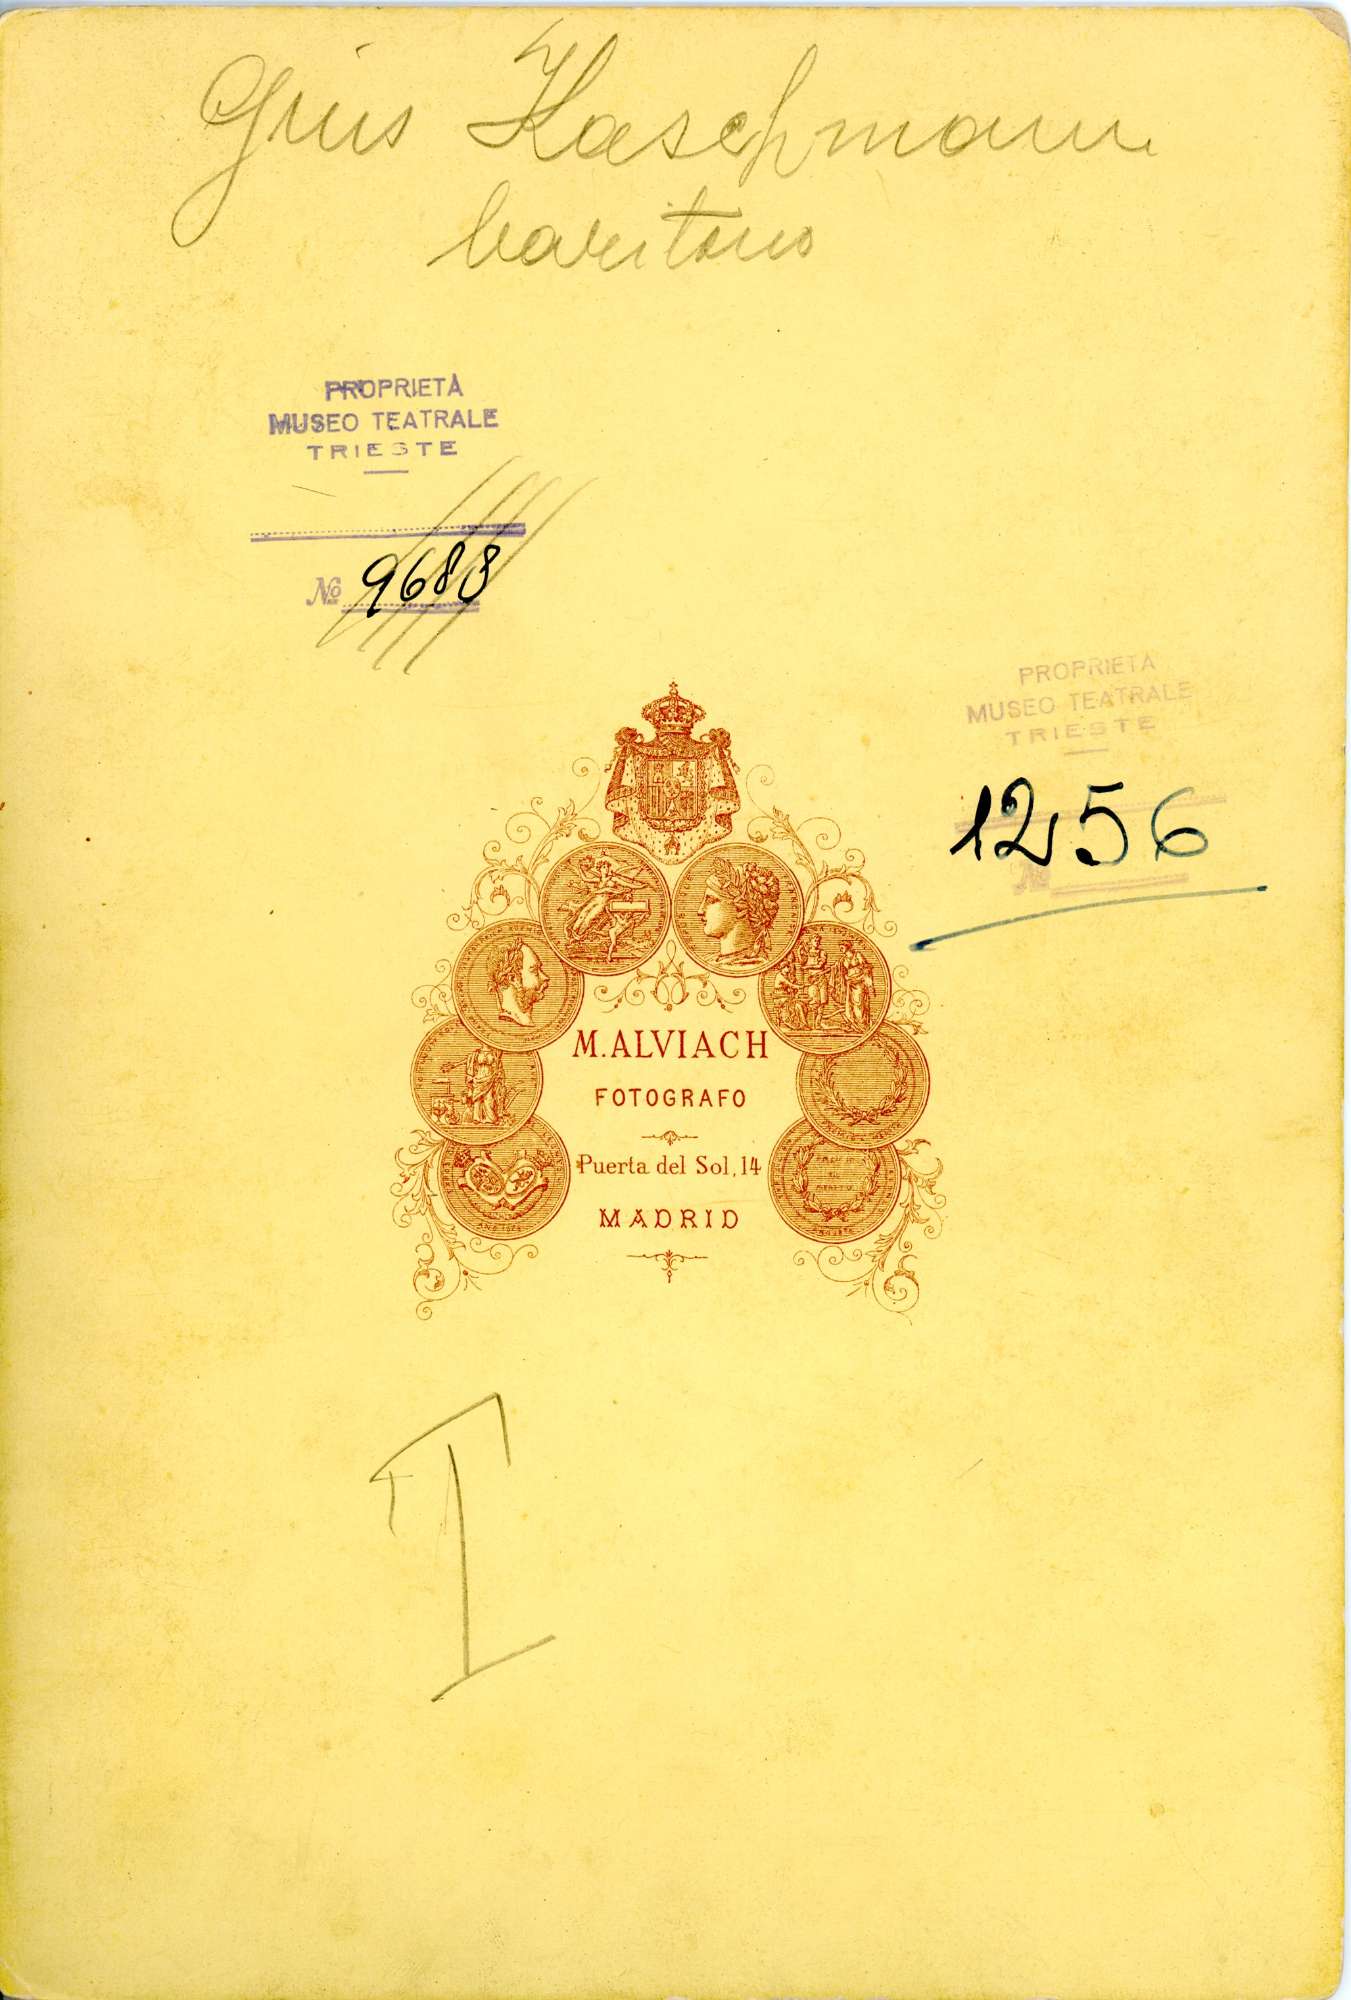 Gius Kaschmann
baritono
PROPRIETÀ
MUSEO TEATRALE
TRIESTE
No 9688
PROPRIETÀ
MUSEO TEATRALE
TRIESTE
1256
No
M. ALVIACH
FOTOGRAFO
Puerta del Sol, 14
MADRID
I